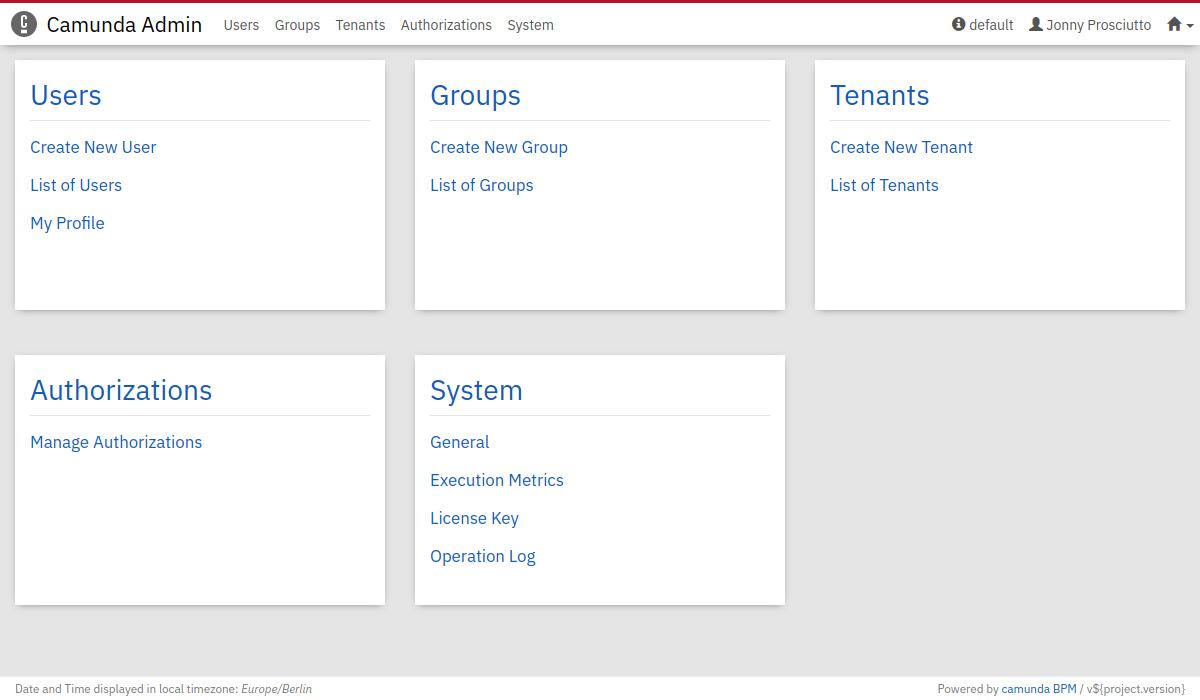 Camunda Admin Users Groups Tenants Authorizations System default Jonny Prosciutto
Users
Create New User
List of Users
My Profile
Groups
Create New Group
List of Groups
Tenants
Create New Tenant
List of Tenants
Authorizations
Manage Authorizations
System
General
Execution Metrics
License Key
Operation Log
Date and Time displayed in local timezone: Europe/Berlin
Powered by camunda BPM / v${project.version}